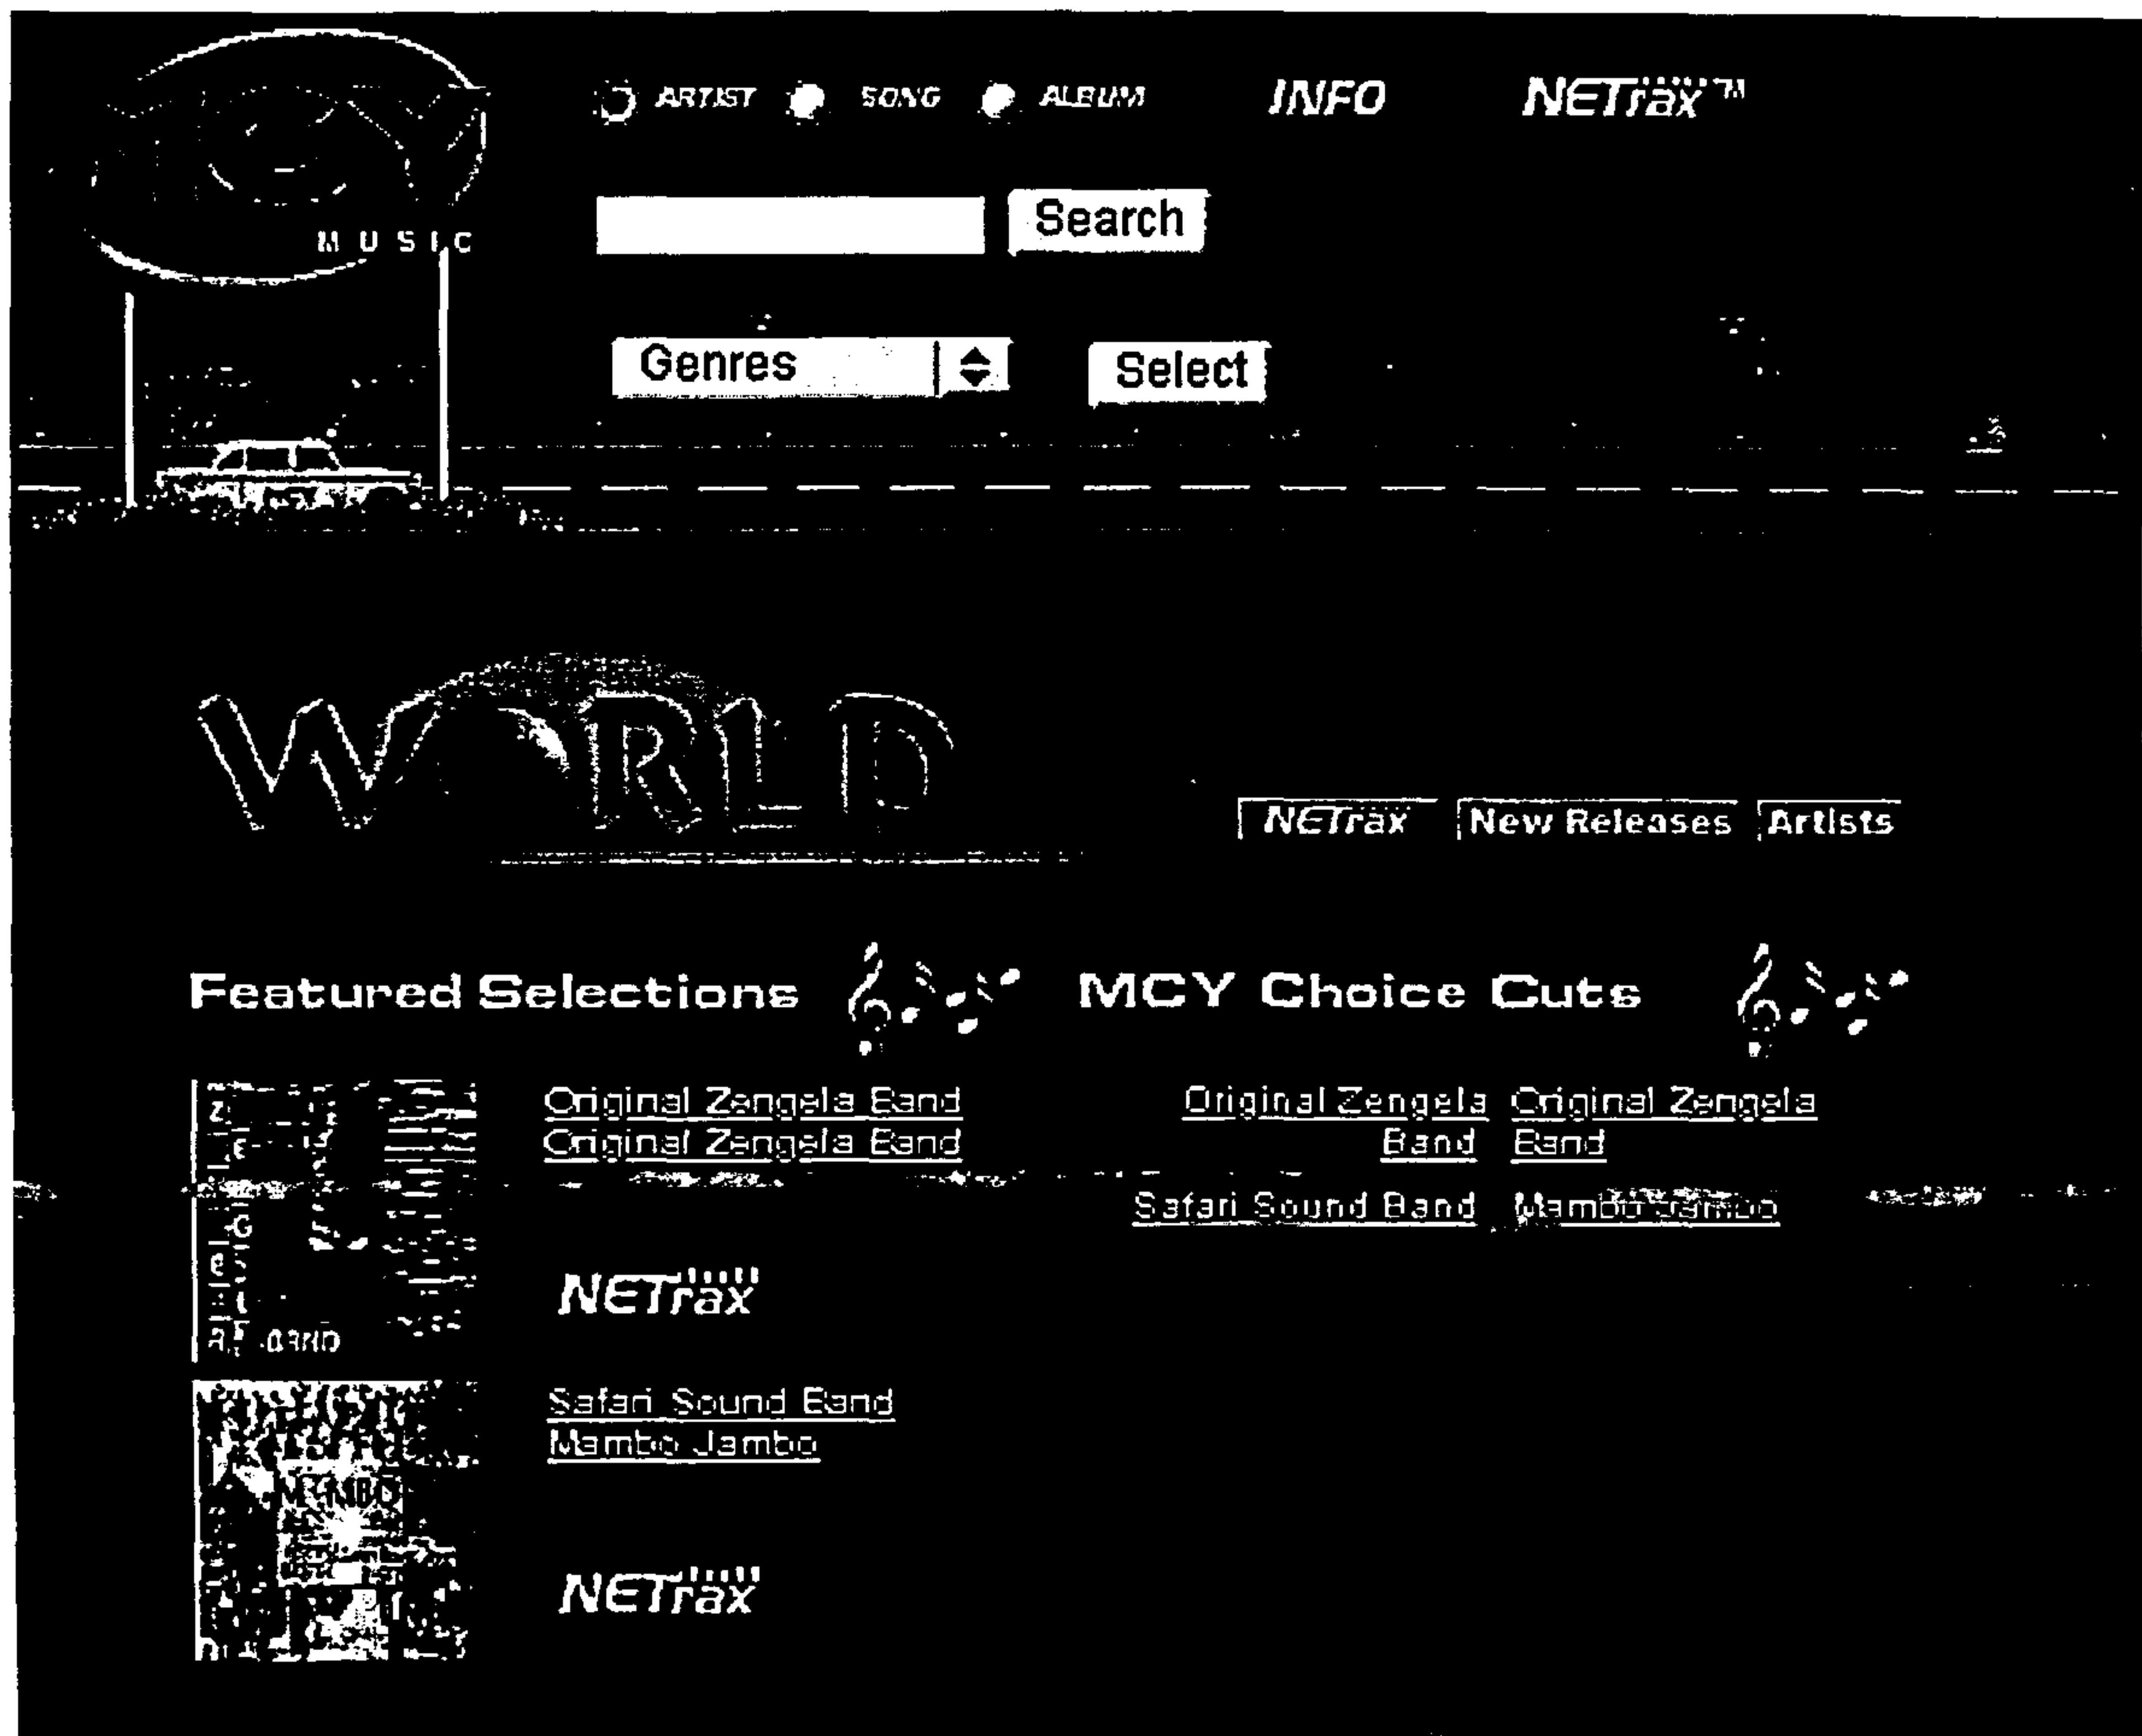 ARTIST SONG ALBUM INFO NETrax™
MUSIC
Search
Genres Select
WORLD
NETrax New Releases Artists
Featured Selections MCY Choice Cuts
Original Zengela Band
Original Zengela Band
Original Zengela Band Original Zengela Band
Safari Sound Band Mambo Jambo
NETrax
Safari Sound Band
Mambo Jambo
NETrax